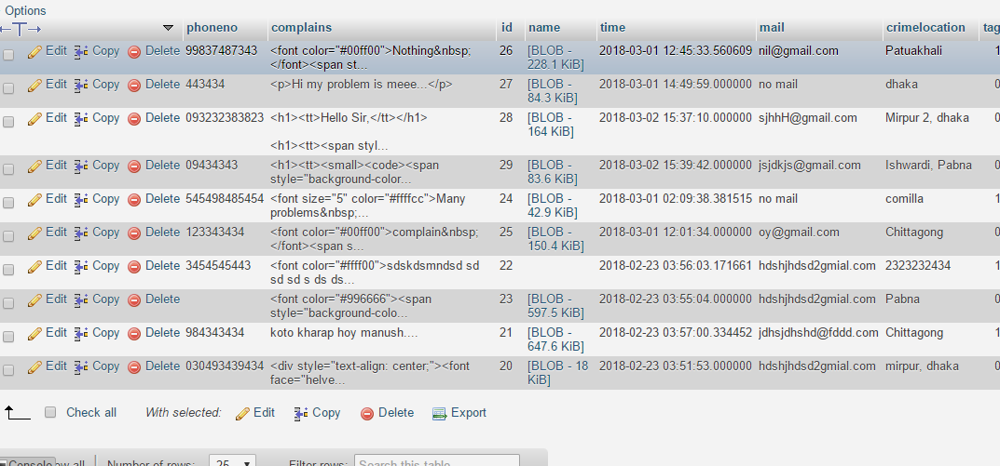 Options
phoneno complains id name time mail crimelocation tag
Edit Copy Delete 99837487343 <font color="#00ff00">Nothing&nbsp; 26 [BLOB - 2018-03-01 12:45:33.560609 nil@gmail.com Patuakhali 1
</font><span st... 228.1 KiB]
Edit Copy Delete 443434 <p>Hi my problem is meee...</p> 27 [BLOB - 2018-03-01 14:49:59.000000 no mail dhaka 0
84.3 KiB]
Edit Copy Delete 093232383823 <h1><tt>Hello Sir,</tt></h1> 28 [BLOB - 2018-03-02 15:37:10.000000 sjhhH@gmail.com Mirpur 2, dhaka 0
164 KiB]
<h1><tt><span styl...
Edit Copy Delete 09434343 <h1><tt><small><code><span 29 [BLOB - 2018-03-02 15:39:42.000000 jsjdkjs@gmail.com Ishwardi, Pabna 0
style="background-color... 83.6 KiB]
Edit Copy Delete 545498485454 <font size="5" color="#ffffcc">Many 24 [BLOB - 2018-03-01 02:09:38.381515 no mail comilla 1
problems&nbsp;... 42.9 KiB]
Edit Copy Delete 123343434 <font color="#00ff00">complain&nbsp; 25 [BLOB - 2018-03-01 12:01:34.000000 oy@gmail.com Chittagong 0
</font><span s... 150.4 KiB]
Edit Copy Delete 3454545443 <font color="#ffff00">sdskdsmndsd sd 22 2018-02-23 03:56:03.171661 hdshjhdsd2gmial.com 2323232434 1
sd sd s ds ds...
Edit Copy Delete <font color="#996666"><span 23 [BLOB - 2018-02-23 03:55:04.000000 hdshjhdsd2gmial.com Pabna 0
style="background-colo... 597.5 KiB]
Edit Copy Delete 984343434 koto kharap hoy manush.... 21 [BLOB - 2018-02-23 03:57:00.334452 jdhsjdhshd@fddd.com Chittagong 1
647.6 KiB]
Edit Copy Delete 030493439434 <div style="text-align: center;"><font 20 [BLOB - 18 2018-02-23 03:51:53.000000 hdshjhdsd2gmial.com mirpur, dhaka 0
face="helve... KiB]
Check all With selected: Edit Copy Delete Export
Console ow all Number of rows: 25 Filter rows: Search this table